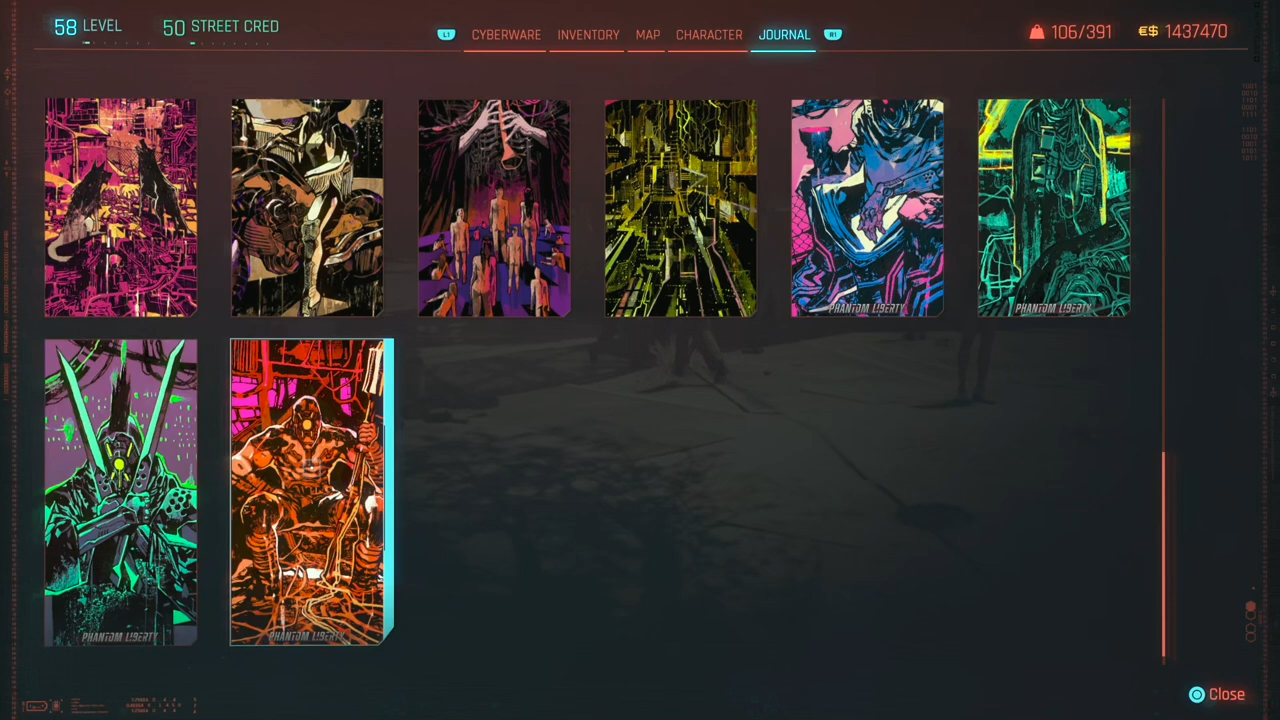 58 LEVEL
50 STREET CRED
L1
CYBERWARE
INVENTORY
MAP
CHARACTER
JOURNAL
R1
106/391
€$ 1437470
PHANTOM LIBERTY
PHANTOM LIBERTY
PHANTOM LIBERTY
PHANTOM LIBERTY
Close